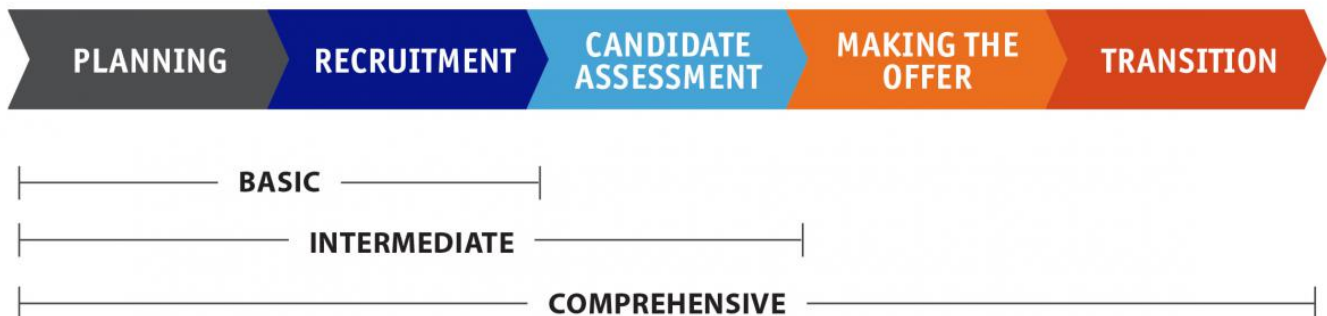 PLANNING
RECRUITMENT
CANDIDATE
ASSESSMENT
MAKING THE
OFFER
TRANSITION
BASIC
INTERMEDIATE
COMPREHENSIVE